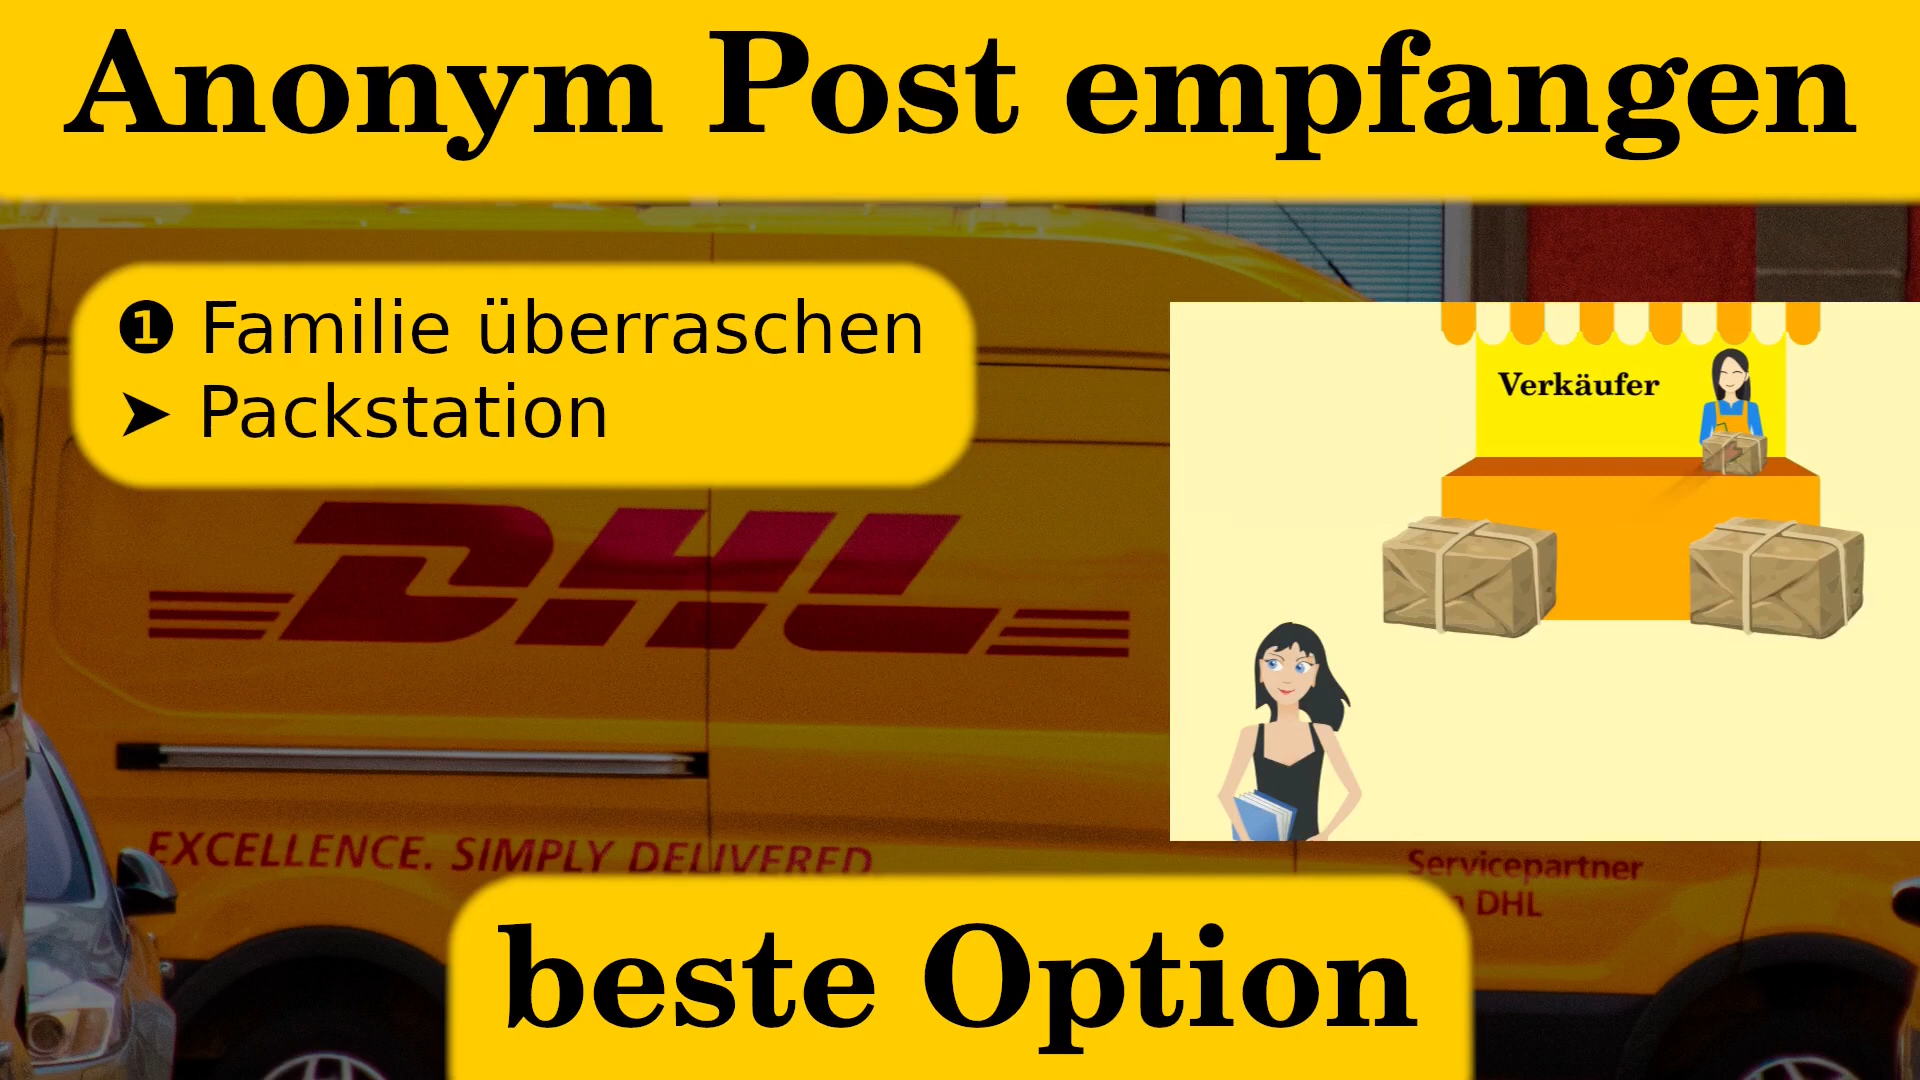 Anonym Post empfangen
❶ Familie überraschen
➤ Packstation
Verkäufer
DHL
EXCELLENCE. SIMPLY DELIVERED
Servicepartner
DHL
beste Option